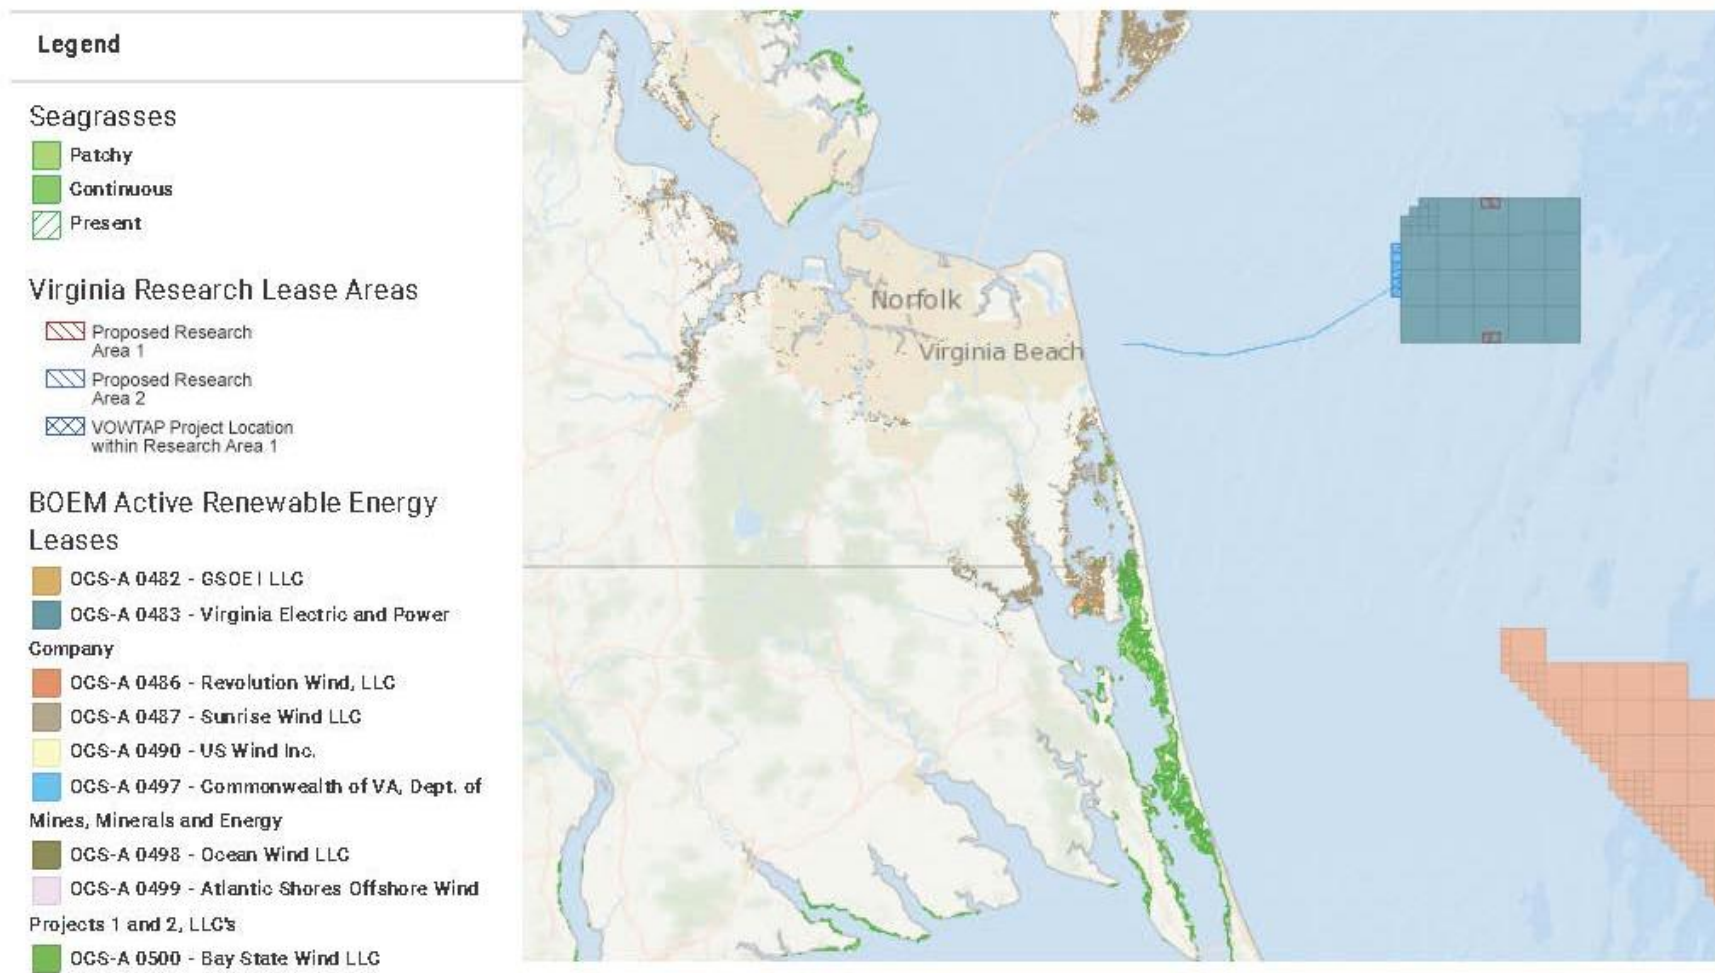 Legend
Seagrasses
Patchy
Continuous
Present
Virginia Research Lease Areas
Proposed Research
Area 1
Proposed Research
Area 2
VOWTAP Project Location
within Research Area 1
BOEM Active Renewable Energy
Leases
OCS-A 0482 - GSOE I LLC
OCS-A 0483 - Virginia Electric and Power
Company
OCS-A 0486 - Revolution Wind, LLC
OCS-A 0487 - Sunrise Wind LLC
OCS-A 0490 - US Wind Inc.
OCS-A 0497 - Commonwealth of VA, Dept. of
Mines, Minerals and Energy
OCS-A 0498 - Ocean Wind LLC
OCS-A 0499 - Atlantic Shores Offshore Wind
Projects 1 and 2, LLC's
OCS-A 0500 - Bay State Wind LLC
Norfolk
Virginia Beach